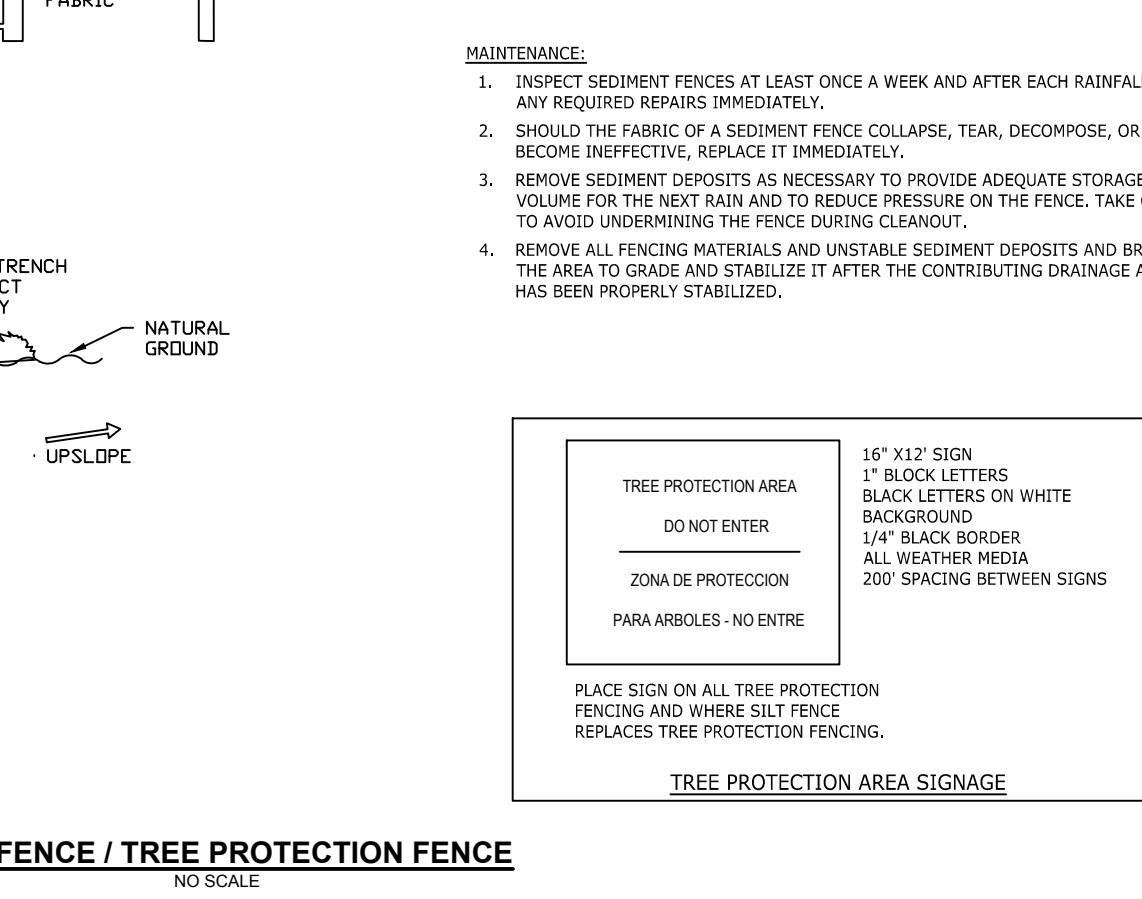 FABRIC
MAINTENANCE:
1. INSPECT SEDIMENT FENCES AT LEAST ONCE A WEEK AND AFTER EACH
ANY REQUIRED REPAIRS IMMEDIATELY.
2. SHOULD THE FABRIC OF A SEDIMENT FENCE COLLAPSE, TEAR, DECOMPOSE, OR
BECOME INEFFECTIVE, REPLACE IT IMMEDIATELY.
3. REMOVE SEDIMENT DEPOSITS AS NECESSARY TO PROVIDE ADEQUATE STORAGE
VOLUME FOR THE NEXT RAIN AND TO REDUCE PRESSURE ON THE FENCE. TAKE
TO AVOID UNDERMINING THE FENCE DURING CLEANOUT.
4. REMOVE ALL FENCING MATERIALS AND UNSTABLE SEDIMENT DEPOSITS AND
THE AREA TO GRADE AND STABILIZE IT AFTER THE CONTRIBUTING DRAINAGE
HAS BEEN PROPERLY STABILIZED.
TRENCH
CT
Y
NATURAL
GROUND
UPSLOPE
TREE PROTECTION AREA
DO NOT ENTER
ZONA DE PROTECCION
PARA ARBOLES - NO ENTRE
16" X12' SIGN
1" BLOCK LETTERS
BLACK LETTERS ON WHITE
BACKGROUND
1/4" BLACK BORDER
ALL WEATHER MEDIA
200' SPACING BETWEEN SIGNS
PLACE SIGN ON ALL TREE PROTECTION
FENCING AND WHERE SILT FENCE
REPLACES TREE PROTECTION FENCING.
TREE PROTECTION AREA SIGNAGE
FENCE / TREE PROTECTION FENCE
NO SCALE